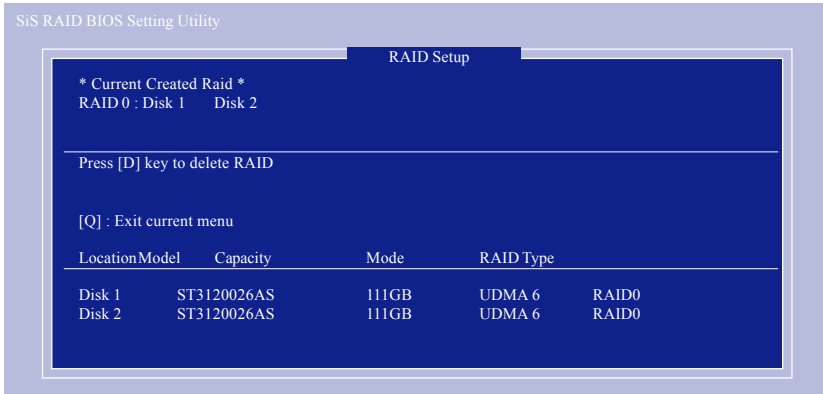 SiS RAID BIOS Setting Utility
RAID Setup
* Current Created Raid *
RAID 0 : Disk 1 Disk 2
Press [D] key to delete RAID
[Q] : Exit current menu
Location Model Capacity Mode RAID Type
Disk 1 ST3120026AS 111GB UDMA 6 RAID0
Disk 2 ST3120026AS 111GB UDMA 6 RAID0